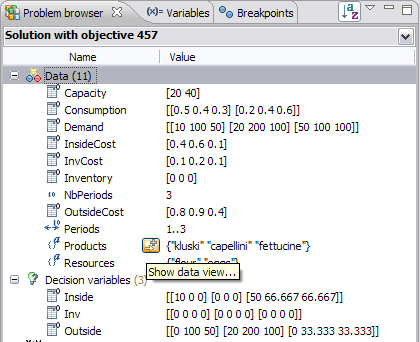 Problem browser (x)= Variables Breakpoints
Solution with objective 457
Name Value
Data (11)
Capacity [20 40]
Consumption [[0.5 0.4 0.3] [0.2 0.4 0.6]]
Demand [[10 100 50] [20 200 100] [50 100 100]]
InsideCost [0.4 0.6 0.1]
InvCost [0.1 0.2 0.1]
Inventory [0 0 0]
NbPeriods 3
OutsideCost [0.8 0.9 0.4]
Periods 1..3
Products {"kluski" "capellini" "fettucine"}
Resources
Show data view...
Decision variables (3)
Inside [[10 0 0] [0 0 0] [50 66.667 66.667]]
Inv [[0 0 0] [0 0 0] [0 0 0]]
Outside [[0 100 50] [20 200 100] [0 33.333 33.333]]